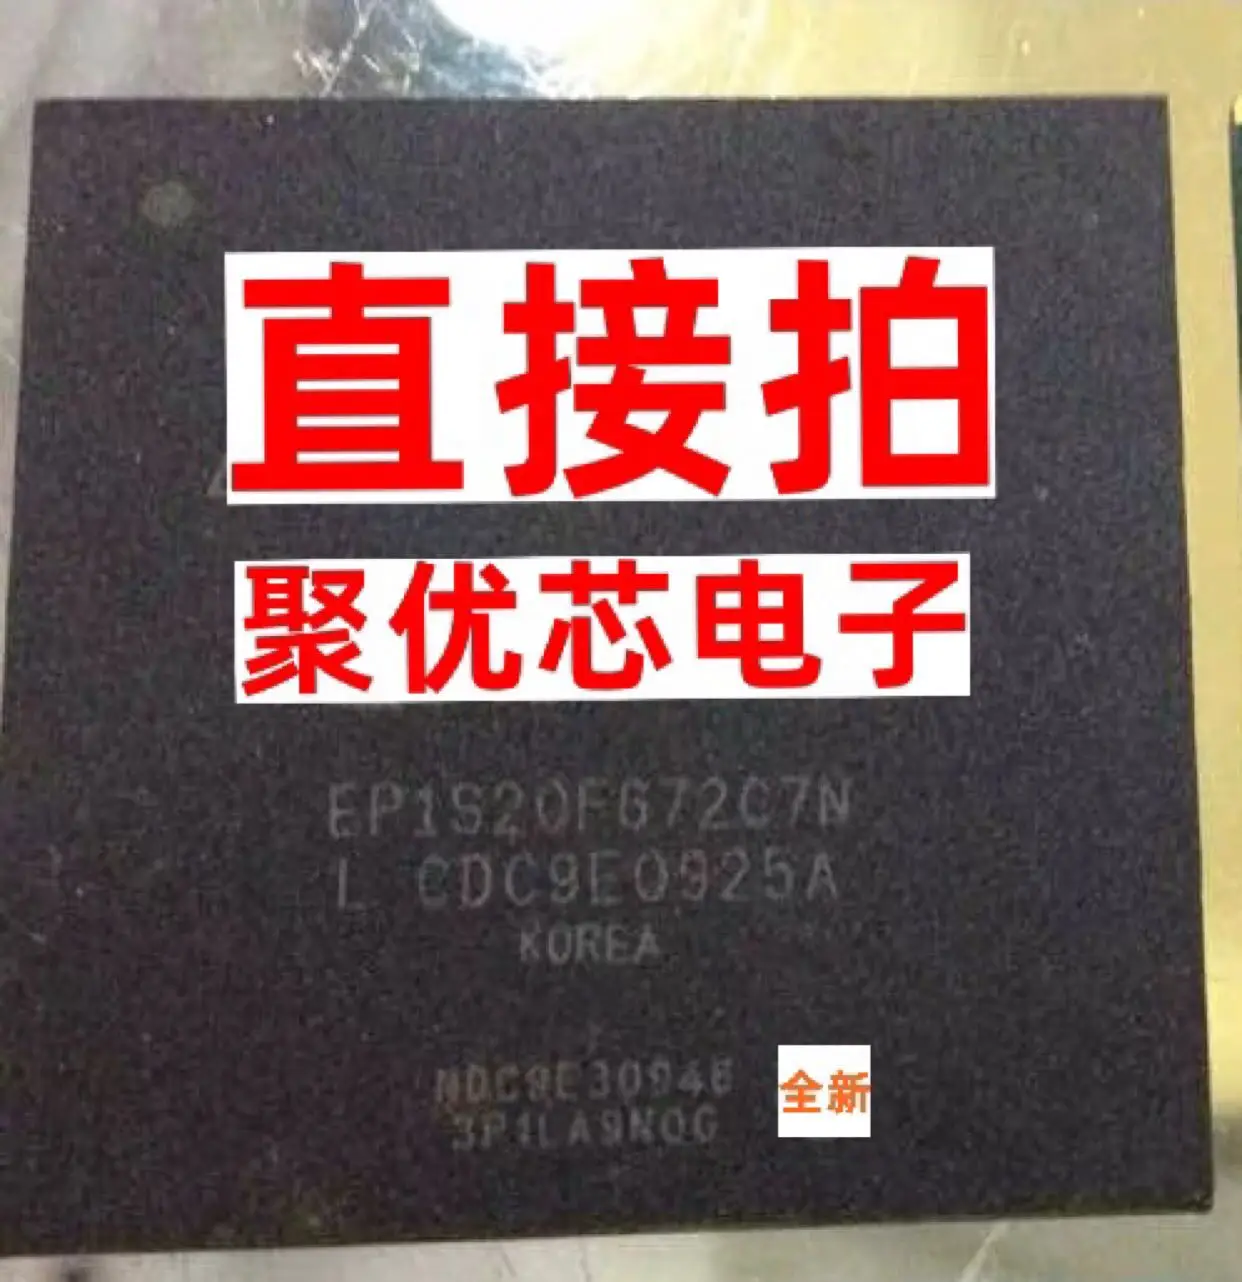 直接拍
聚优芯电子
EP1S20F672C7N
L CDC9E0925A
KOREA
NDC9E30946
3P1LA9N0G
全新